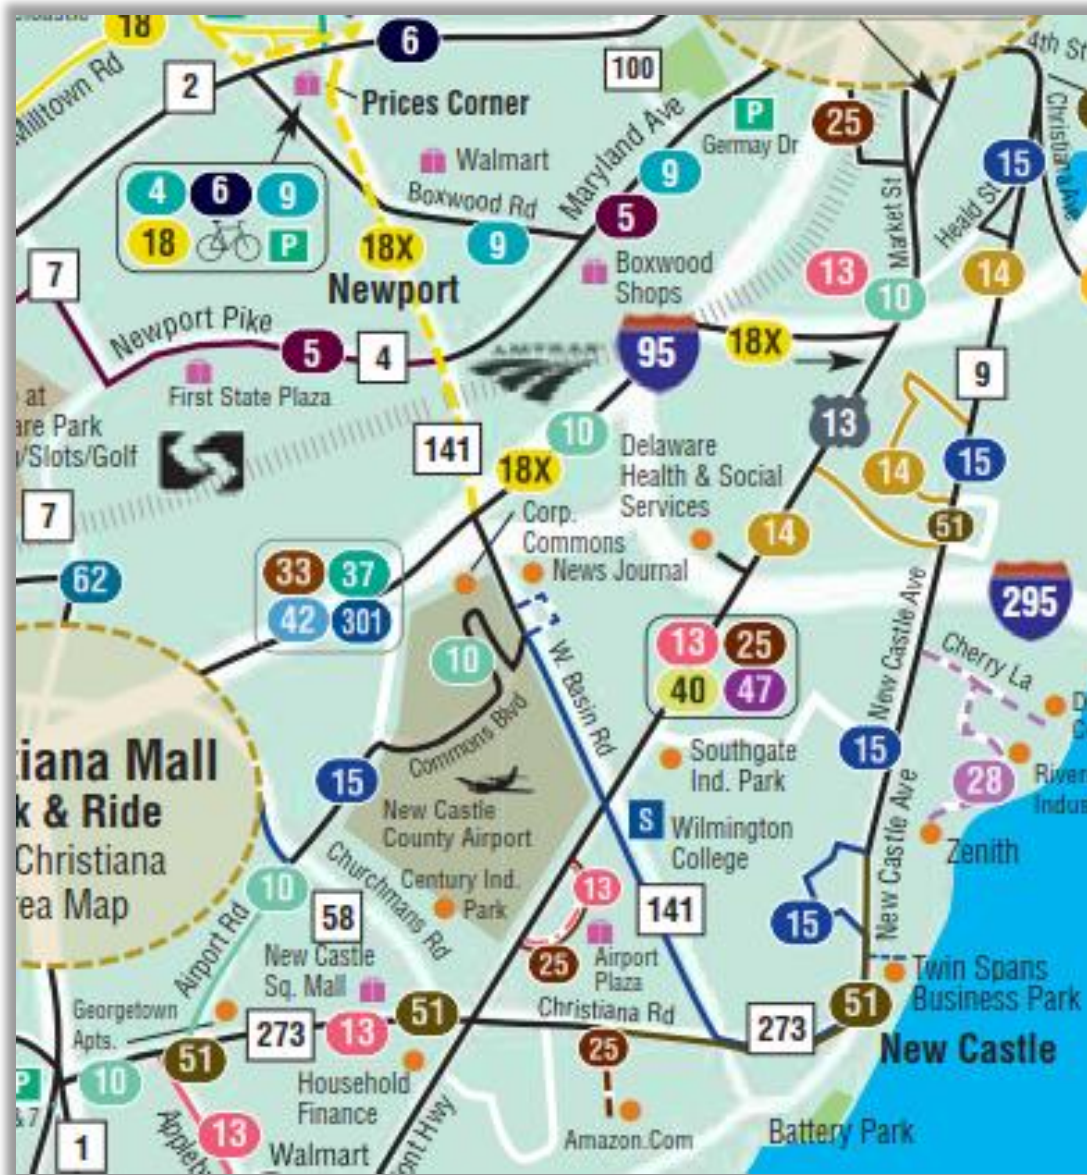 18
6
100
4th St
Milltown Rd
2
Prices Corner
P
Germay Dr
25
Christiana Ave
15
Walmart
Maryland Ave
9
4 6 9
18 P
Boxwood Rd
9
5
18X
Market St
Heald St
7
Newport
Boxwood
Shops
13
10
14
Newport Pike
5
4
First State Plaza
AMTRAK
95
18X
9
at
are Park
/Slots/Golf
141
10
18X
13
Delaware
Health & Social
Services
14
15
7
Corp.
Commons
News Journal
14
51
62
33 37
42 301
10
W. Basin Rd
13 25
40 47
New Castle Ave
295
Cherry La
Commons Blvd
15
tiana Mall
k & Ride
Christiana
rea Map
15
New Castle
County Airport
Southgate
Ind. Park
S
Wilmington
College
New Castle Ave
28
River
Indus
Zenith
10
Churchmans Rd
Century Ind.
Park
13
141
15
Airport Rd
58
New Castle
Sq. Mall
25
Airport
Plaza
Twin Spans
Business Park
Georgetown
Apts.
273
13
51
Christiana Rd
273
51
New Castle
10
51
Household
Finance
25
P
& 7
1
13
Walmart
ont Hwy
Amazon.Com
Battery Park